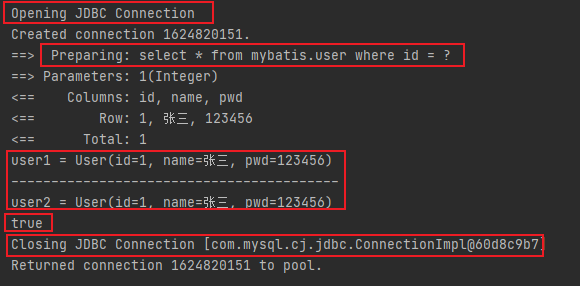 Opening JDBC Connection
Created connection 1624820151.
==>  Preparing: select * from mybatis.user where id = ?
==> Parameters: 1(Integer)
<==    Columns: id, name, pwd
<==        Row: 1, 张三, 123456
<==      Total: 1
user1 = User(id=1, name=张三, pwd=123456)
-----------------------------------------
user2 = User(id=1, name=张三, pwd=123456)
true
Closing JDBC Connection [com.mysql.cj.jdbc.ConnectionImpl@60d8c9b7]
Returned connection 1624820151 to pool.